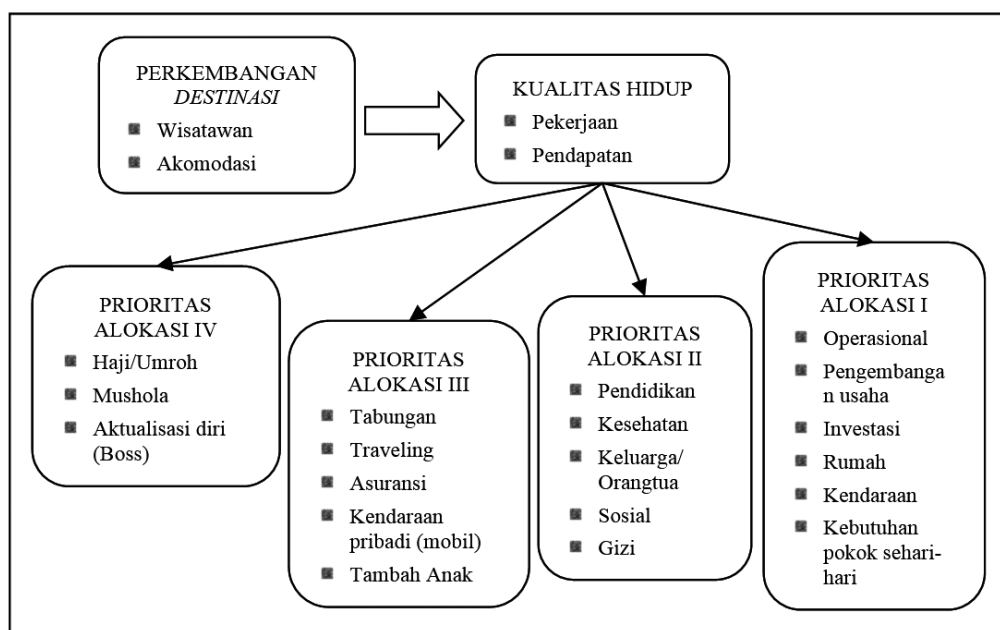 PERKEMBANGAN
DESTINASI
Wisatawan
Akomodasi
KUALITAS HIDUP
Pekerjaan
Pendapatan
PRIORITAS
ALOKASI IV
Haji/Umroh
Mushola
Aktualisasi diri
(Boss)
PRIORITAS
ALOKASI III
Tabungan
Traveling
Asuransi
Kendaraan
pribadi (mobil)
Tambah Anak
PRIORITAS
ALOKASI II
Pendidikan
Kesehatan
Keluarga/
Orangtua
Sosial
Gizi
PRIORITAS
ALOKASI I
Operasional
Pengembanga
n usaha
Investasi
Rumah
Kendaraan
Kebutuhan
pokok sehari-
hari